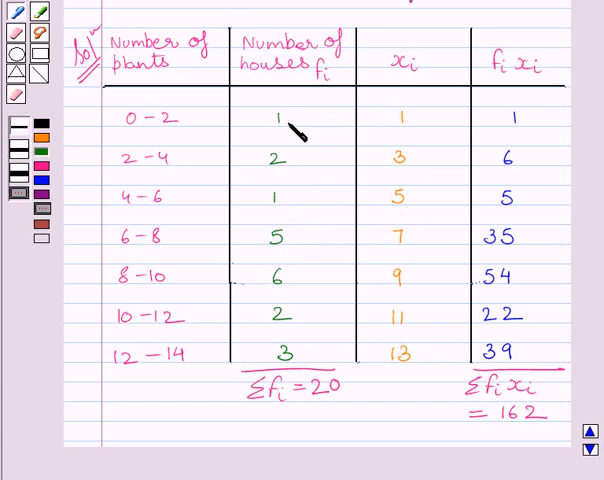 Solⁿ
Number of plants | Number of houses fᵢ | xᵢ | fᵢ xᵢ
0 – 2 | 1 | 1 | 1
2 – 4 | 2 | 3 | 6
4 – 6 | 1 | 5 | 5
6 – 8 | 5 | 7 | 35
8 – 10 | 6 | 9 | 54
10 – 12 | 2 | 11 | 22
12 – 14 | 3 | 13 | 39
Σfᵢ = 20 | Σfᵢ xᵢ
= 162